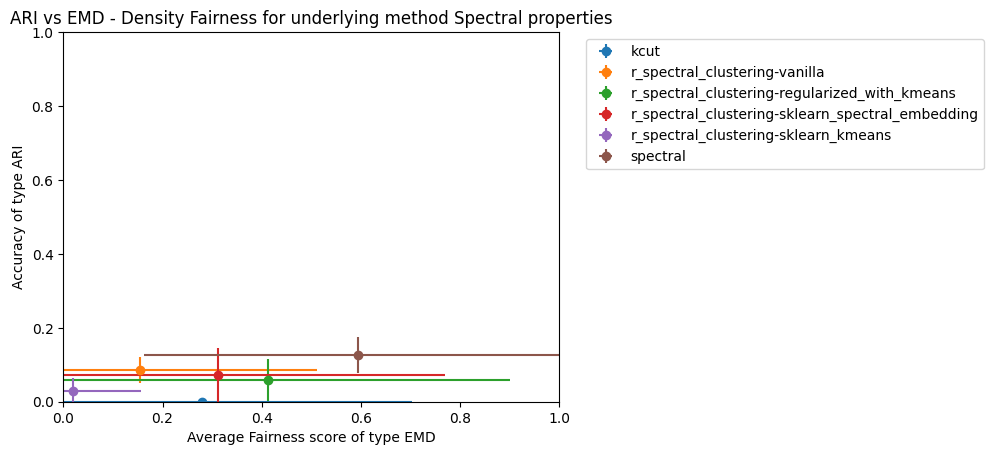 ARI vs EMD - Density Fairness for underlying method Spectral properties
1.0
0.8
0.6
0.4
0.2
0.0
Accuracy of type ARI
0.0 0.2 0.4 0.6 0.8 1.0
Average Fairness score of type EMD
kcut
r_spectral_clustering-vanilla
r_spectral_clustering-regularized_with_kmeans
r_spectral_clustering-sklearn_spectral_embedding
r_spectral_clustering-sklearn_kmeans
spectral